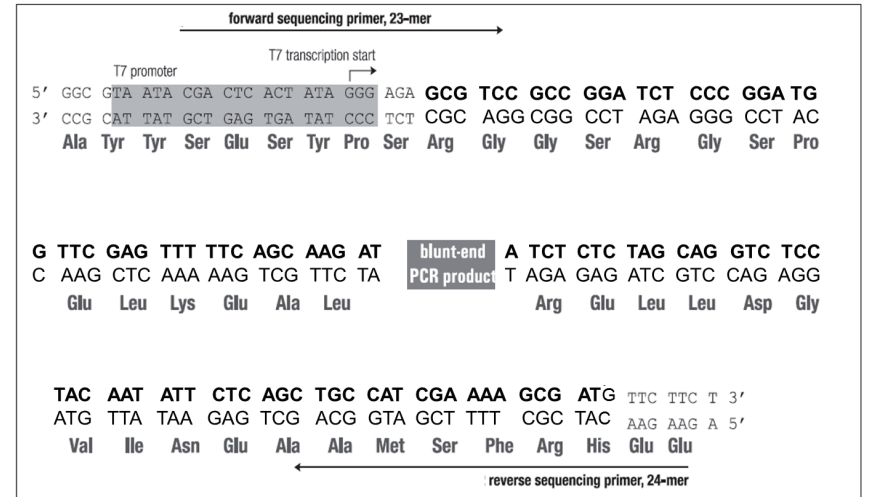 forward sequencing primer, 23-mer
T7 transcription start
T7 promoter
5′ GGC GTA ATA CGA CTC ACT ATA GGG AGA GCG TCC GCC GGA TCT CCC GGA TG
3′ CCG CAT TAT GCT GAG TGA TAT CCC TCT CGC AGG CGG CCT AGA GGG CCT AC
Ala Tyr Tyr Ser Glu Ser Tyr Pro Ser Arg Gly Gly Ser Arg Gly Ser Pro
G TTC GAG TTT TTC AGC AAG AT blunt-end A TCT CTC TAG CAG GTC TCC
C AAG CTC AAA AAG TCG TTC TA PCR product T AGA GAG ATC GTC CAG AGG
Glu Leu Lys Glu Ala Leu Arg Glu Leu Leu Asp Gly
TAC AAT ATT CTC AGC TGC CAT CGA AAA GCG ATG TTC TTC T 3′
ATG TTA TAA GAG TCG ACG GTA GCT TTT CGC TAC AAG AAG A 5′
Val Ile Asn Glu Ala Ala Met Ser Phe Arg His Glu Glu
reverse sequencing primer, 24-mer